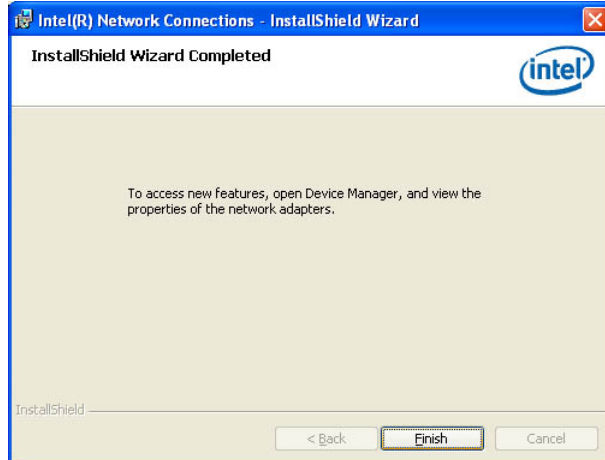 Intel(R) Network Connections - InstallShield Wizard
InstallShield Wizard Completed
intel
To access new features, open Device Manager, and view the
properties of the network adapters.
InstallShield
< Back
Finish
Cancel